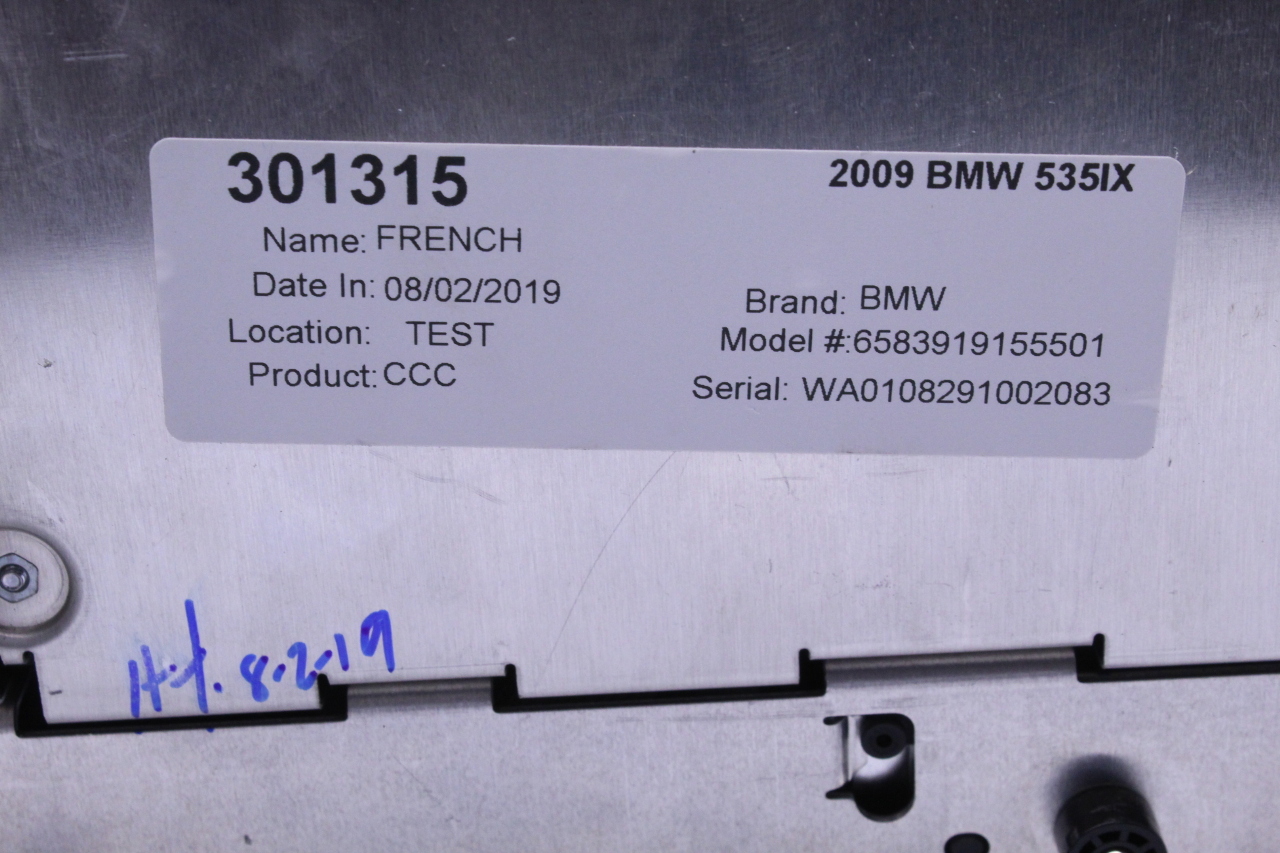 301315
2009 BMW 535IX
Name: FRENCH
Date In: 08/02/2019
Location: TEST
Product: CCC
Brand: BMW
Model #:6583919155501
Serial: WA0108291002083
8-2-19